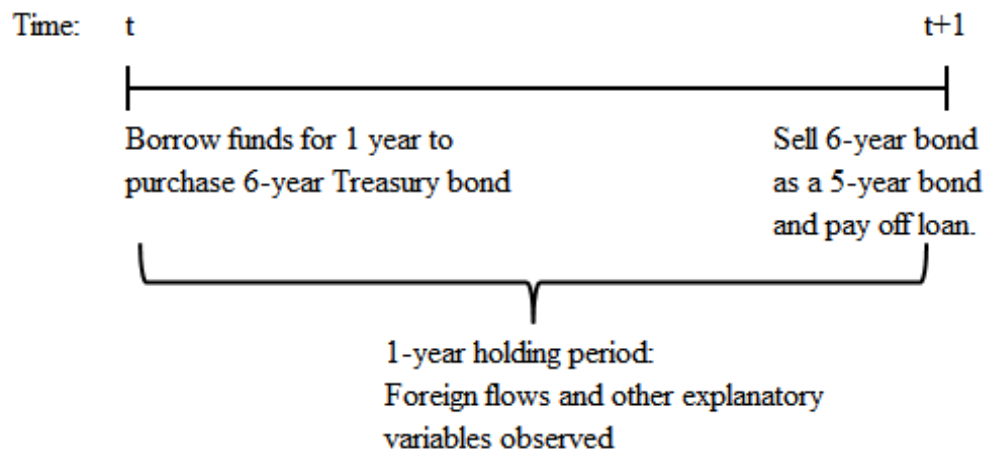 Time: t t+1
Borrow funds for 1 year to
purchase 6-year Treasury bond
Sell 6-year bond
as a 5-year bond
and pay off loan.
1-year holding period:
Foreign flows and other explanatory
variables observed